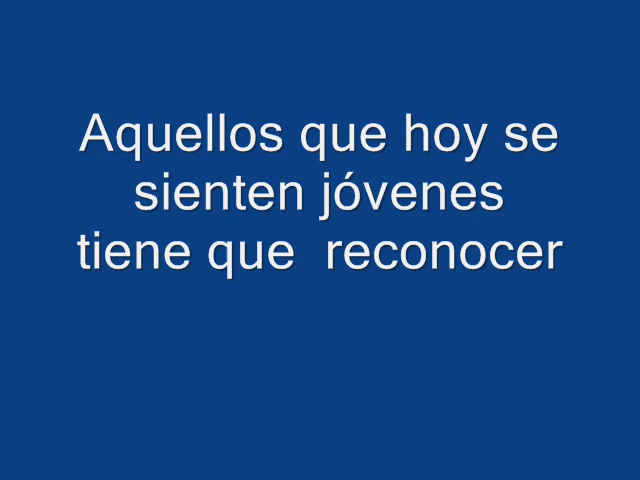 Aquellos que hoy se
sienten jóvenes
tiene que  reconocer